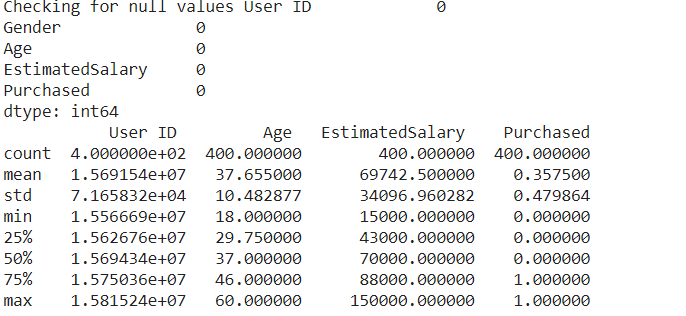 Checking for null values User ID            0
Gender             0
Age                0
EstimatedSalary    0
Purchased          0
dtype: int64
            User ID         Age  EstimatedSalary   Purchased
count  4.000000e+02  400.000000       400.000000  400.000000
mean   1.569154e+07   37.655000     69742.500000    0.357500
std    7.165832e+04   10.482877     34096.960282    0.479864
min    1.556669e+07   18.000000     15000.000000    0.000000
25%    1.562676e+07   29.750000     43000.000000    0.000000
50%    1.569434e+07   37.000000     70000.000000    0.000000
75%    1.575036e+07   46.000000     88000.000000    1.000000
max    1.581524e+07   60.000000    150000.000000    1.000000